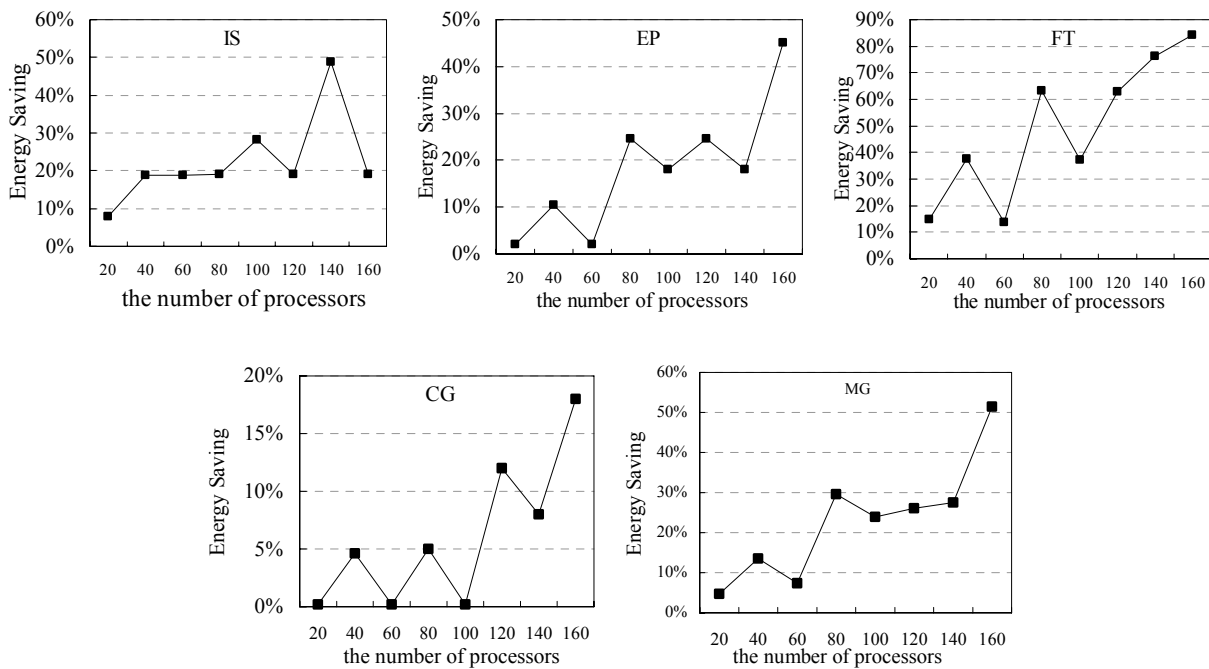 IS
Energy Saving
60%
50%
40%
30%
20%
10%
0%
20 40 60 80 100 120 140 160
the number of processors
EP
Energy Saving
50%
40%
30%
20%
10%
0%
20 40 60 80 100 120 140 160
the number of processors
FT
Energy Saving
90%
80%
70%
60%
50%
40%
30%
20%
10%
0%
20 40 60 80 100 120 140 160
the number of processors
CG
Energy Saving
20%
15%
10%
5%
0%
20 40 60 80 100 120 140 160
the number of processors
MG
Energy Saving
60%
50%
40%
30%
20%
10%
0%
20 40 60 80 100 120 140 160
the number of processors